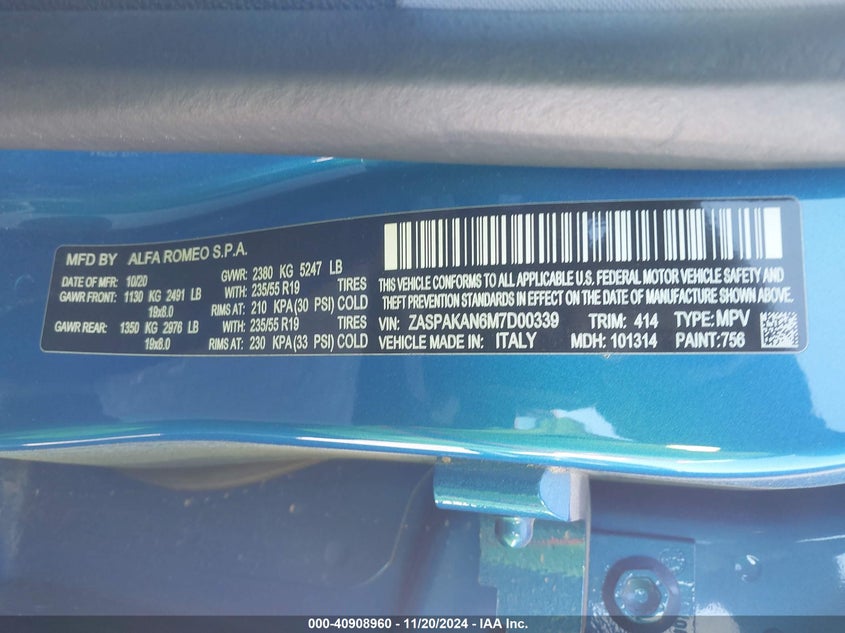 MFD BY ALFA ROMEO S.P.A.
DATE OF MFR: 10/20 GVWR: 2380 KG 5247 LB
GAWR FRONT: 1130 KG 2491 LB WITH: 235/55 R19 TIRES
19x8.0 RIMS AT: 210 KPA (30 PSI) COLD
GAWR REAR: 1350 KG 2976 LB WITH: 235/55 R19 TIRES
19x8.0 RIMS AT: 230 KPA (33 PSI) COLD
THIS VEHICLE CONFORMS TO ALL APPLICABLE U.S. FEDERAL MOTOR VEHICLE SAFETY AND
THEFT PREVENTION STANDARDS IN EFFECT ON THE DATE OF MANUFACTURE SHOWN ABOVE.
VIN: ZASPAKAN6M7D00339 TRIM: 414 TYPE: MPV
VEHICLE MADE IN: ITALY MDH: 101314 PAINT: 756
000-40908960 — 11/20/2024 — IAA Inc.